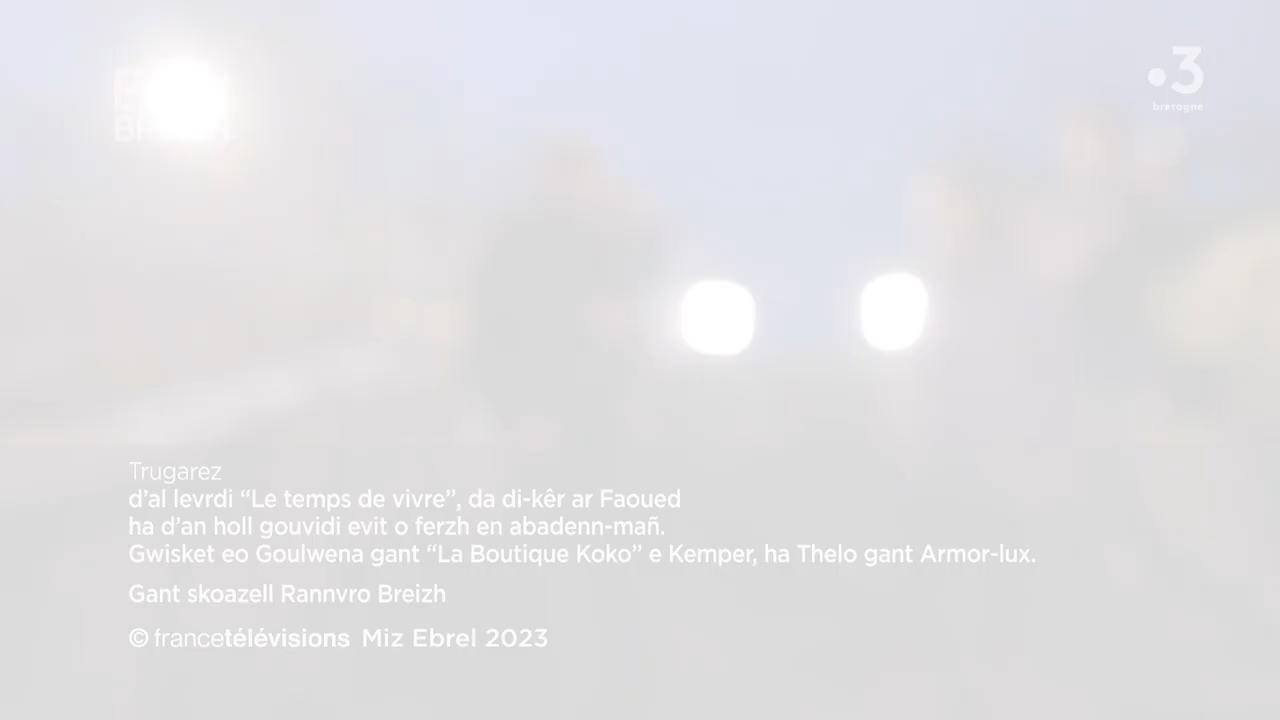 3
bretagne
Trugarez
d'al levrdi “Le temps de vivre”, da di-kêr ar Faoued
ha d'an holl gouvidi evit o ferzh en abadenn-mañ.
Gwisket eo Goulwena gant “La Boutique Koko” e Kemper, ha Thelo gant Armor-lux.
Gant skoazell Rannvro Breizh
© francetélévisions Miz Ebrel 2023